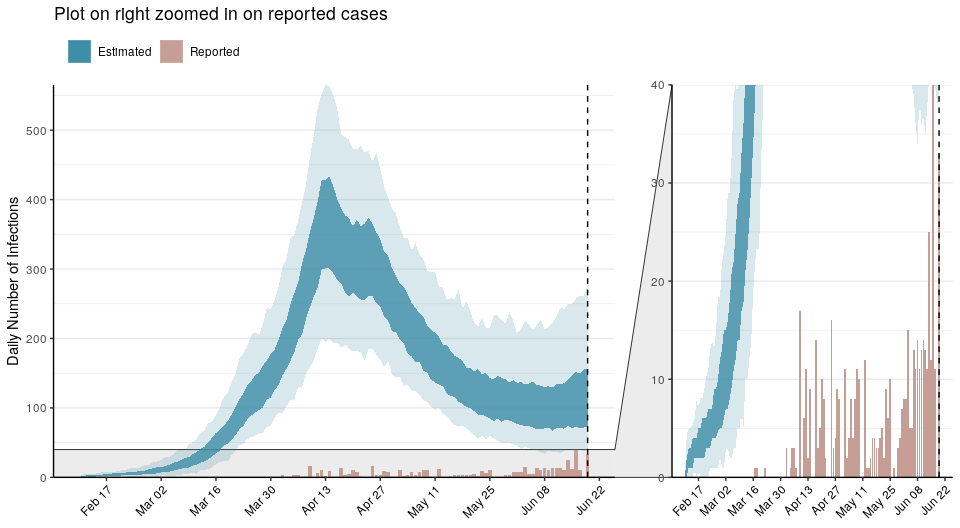 Plot on right zoomed in on reported cases
Estimated
Reported
Daily Number of Infections
500
400
300
200
100
0
Feb 17
Mar 02
Mar 16
Mar 30
Apr 13
Apr 27
May 11
May 25
Jun 08
Jun 22
40
30
20
10
0
Feb 17
Mar 02
Mar 16
Mar 30
Apr 13
Apr 27
May 11
May 25
Jun 08
Jun 22